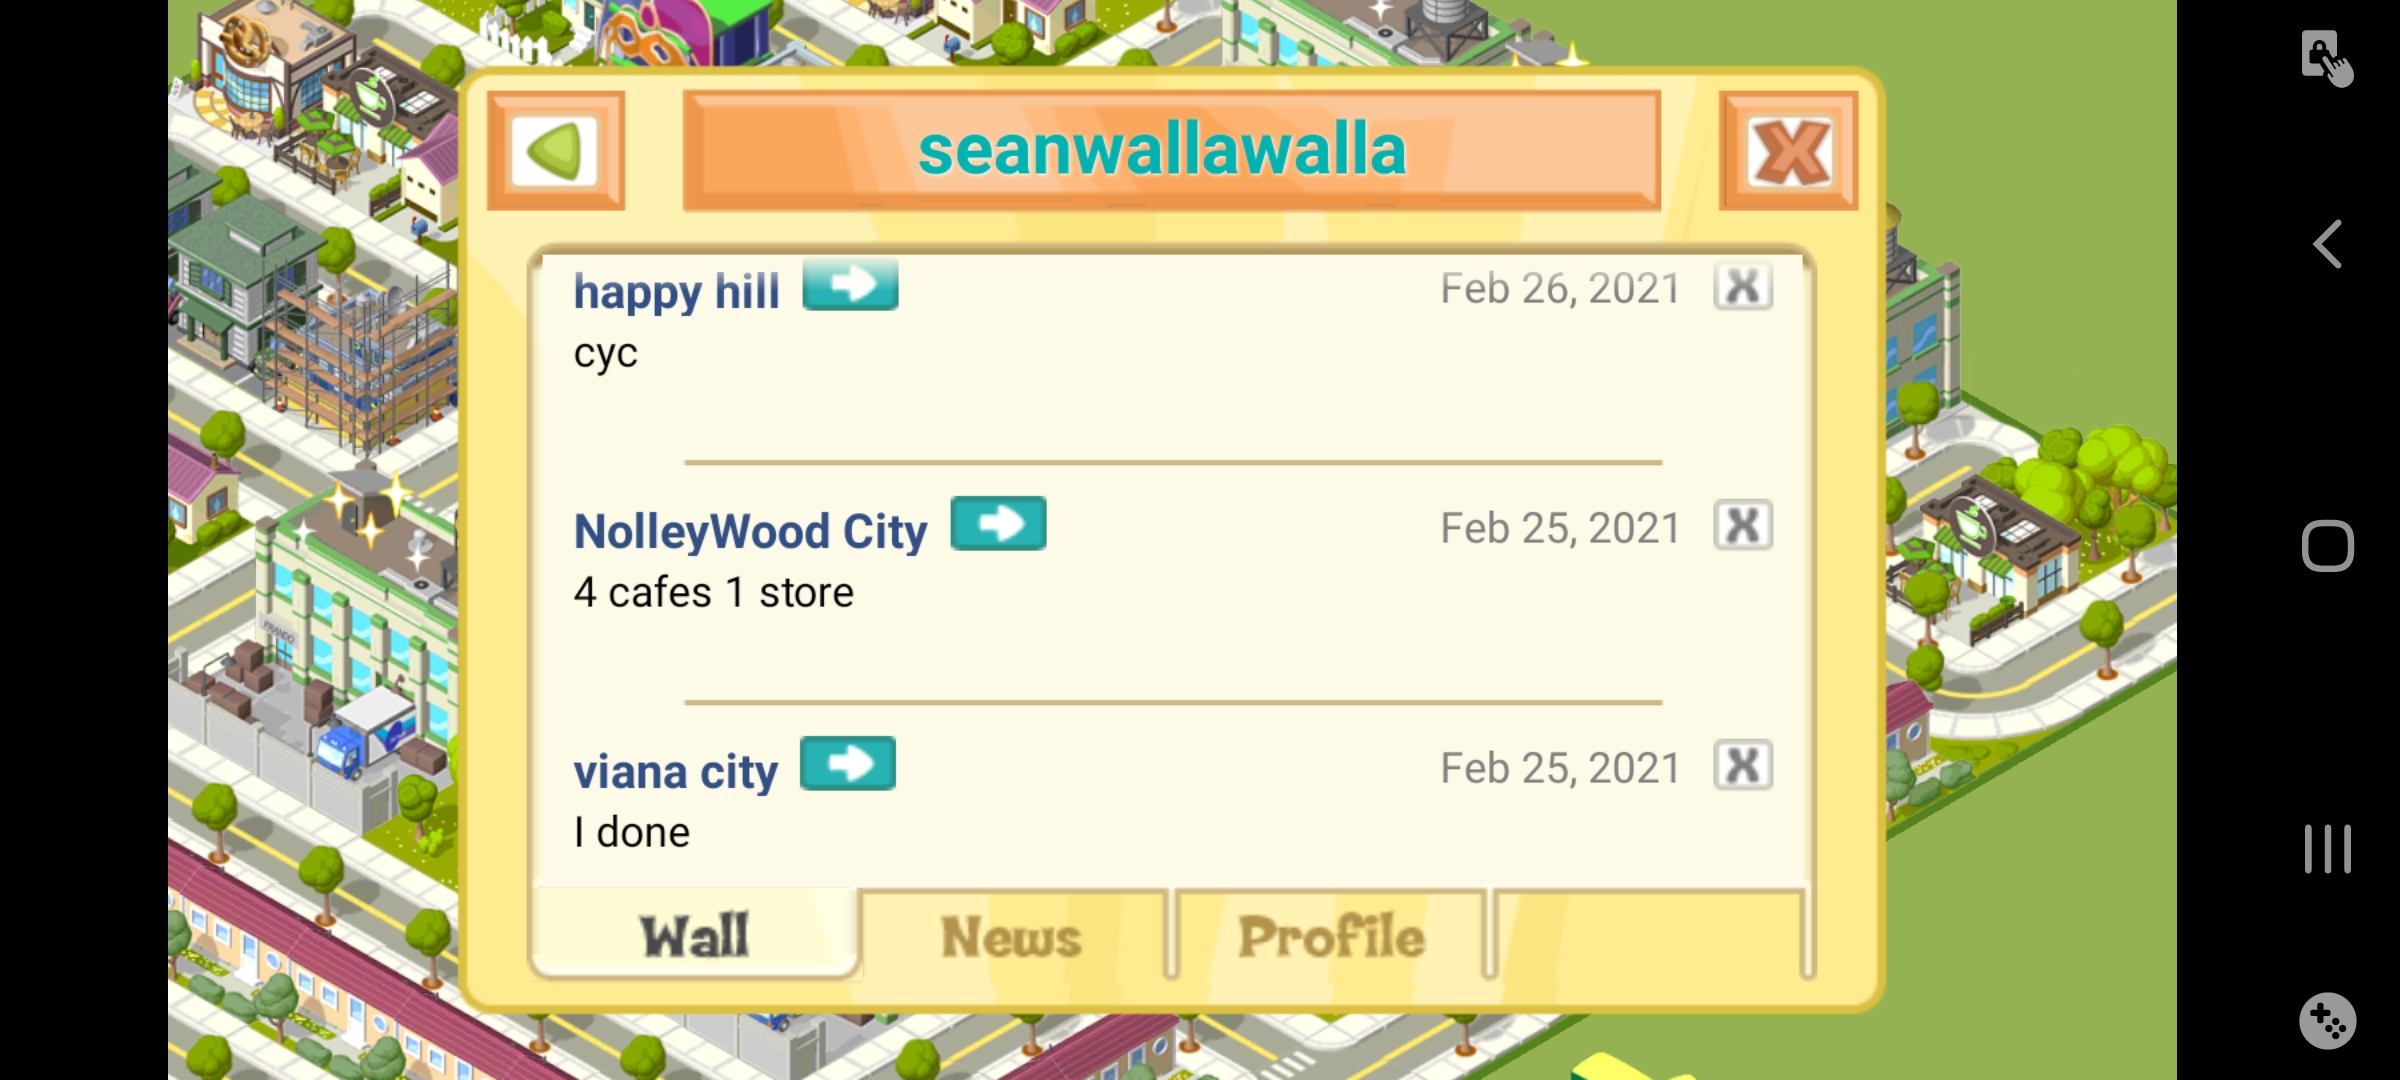 seanwallawalla
happy hill
Feb 26, 2021
cyc
NolleyWood City
Feb 25, 2021
4 cafes 1 store
viana city
Feb 25, 2021
I done
Wall
News
Profile
FRANGO